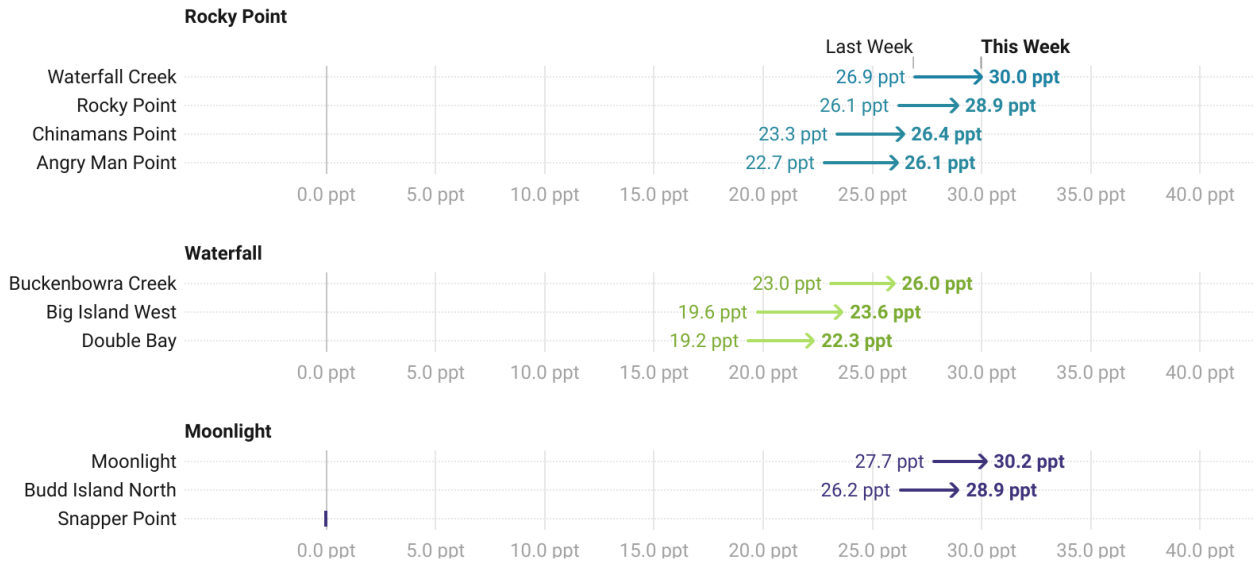 Rocky Point
Last Week This Week
Waterfall Creek 26.9 ppt 30.0 ppt
Rocky Point 26.1 ppt 28.9 ppt
Chinamans Point 23.3 ppt 26.4 ppt
Angry Man Point 22.7 ppt 26.1 ppt
0.0 ppt 5.0 ppt 10.0 ppt 15.0 ppt 20.0 ppt 25.0 ppt 30.0 ppt 35.0 ppt 40.0 ppt
Waterfall
Buckenbowra Creek 23.0 ppt 26.0 ppt
Big Island West 19.6 ppt 23.6 ppt
Double Bay 19.2 ppt 22.3 ppt
0.0 ppt 5.0 ppt 10.0 ppt 15.0 ppt 20.0 ppt 25.0 ppt 30.0 ppt 35.0 ppt 40.0 ppt
Moonlight
Moonlight 27.7 ppt 30.2 ppt
Budd Island North 26.2 ppt 28.9 ppt
Snapper Point
0.0 ppt 5.0 ppt 10.0 ppt 15.0 ppt 20.0 ppt 25.0 ppt 30.0 ppt 35.0 ppt 40.0 ppt